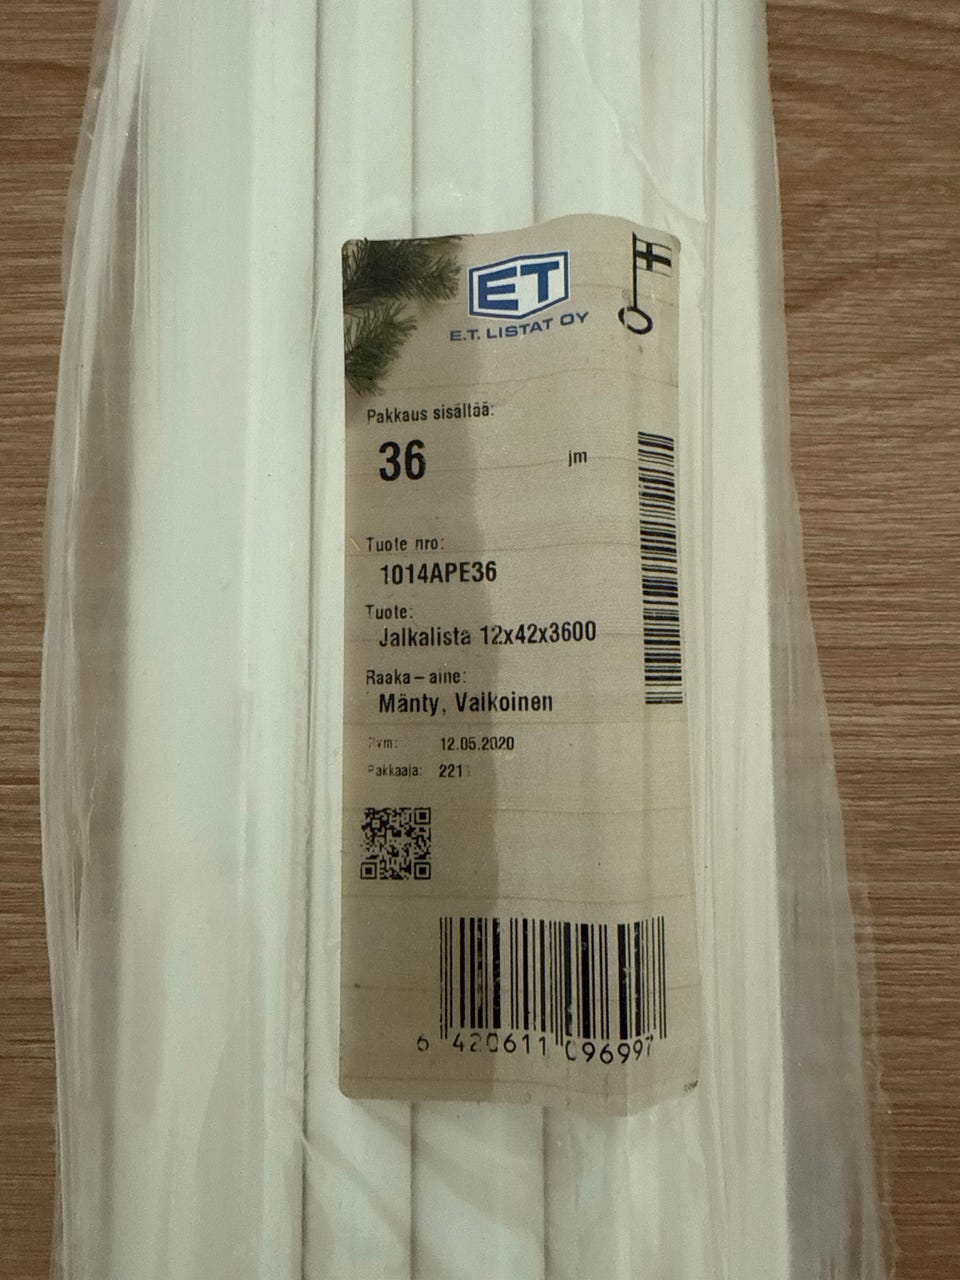 ET
E.T. LISTAT OY
Pakkaus sisältää:
36 jm
Tuote nro:
1014APE36
Tuote:
Jalkalista 12x42x3600
Raaka-aine:
Mänty, Valkoinen
Pvm: 12.05.2020
Pakkaaja: 221
6 420611 096997